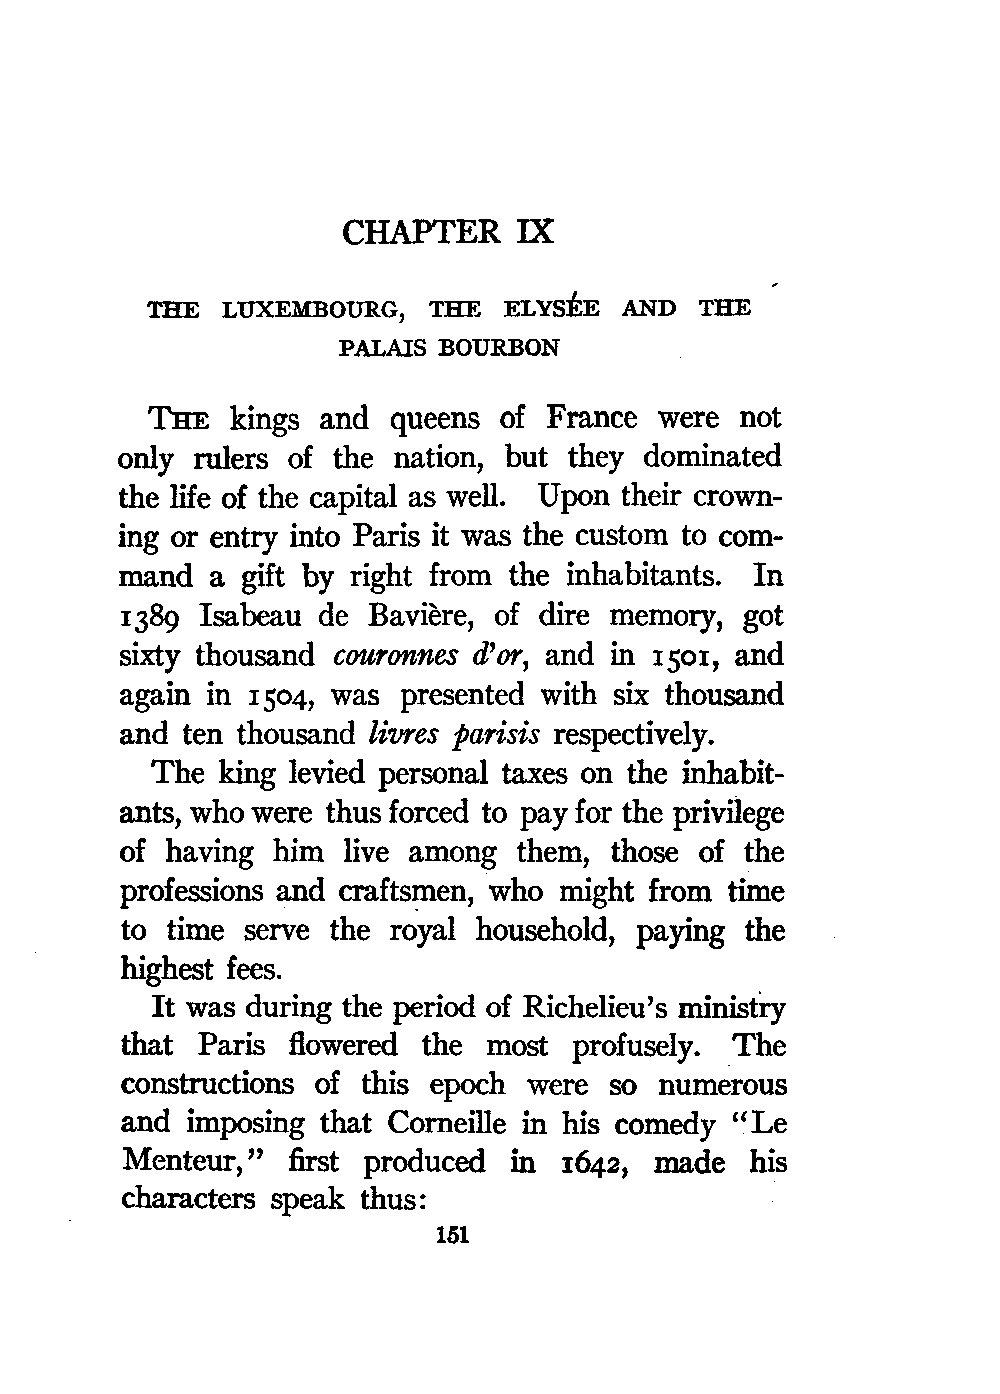 CHAPTER IX
THE LUXEMBOURG, THE ELYSÉE AND THE
PALAIS BOURBON
THE kings and queens of France were not
only rulers of the nation, but they dominated
the life of the capital as well. Upon their crown-
ing or entry into Paris it was the custom to com-
mand a gift by right from the inhabitants. In
1389 Isabeau de Bavière, of dire memory, got
sixty thousand couronnes d'or, and in 1501, and
again in 1504, was presented with six thousand
and ten thousand livres parisis respectively.
The king levied personal taxes on the inhabit-
ants, who were thus forced to pay for the privilege
of having him live among them, those of the
professions and craftsmen, who might from time
to time serve the royal household, paying the
highest fees.
It was during the period of Richelieu's ministry
that Paris flowered the most profusely. The
constructions of this epoch were so numerous
and imposing that Corneille in his comedy "Le
Menteur," first produced in 1642, made his
characters speak thus:
151